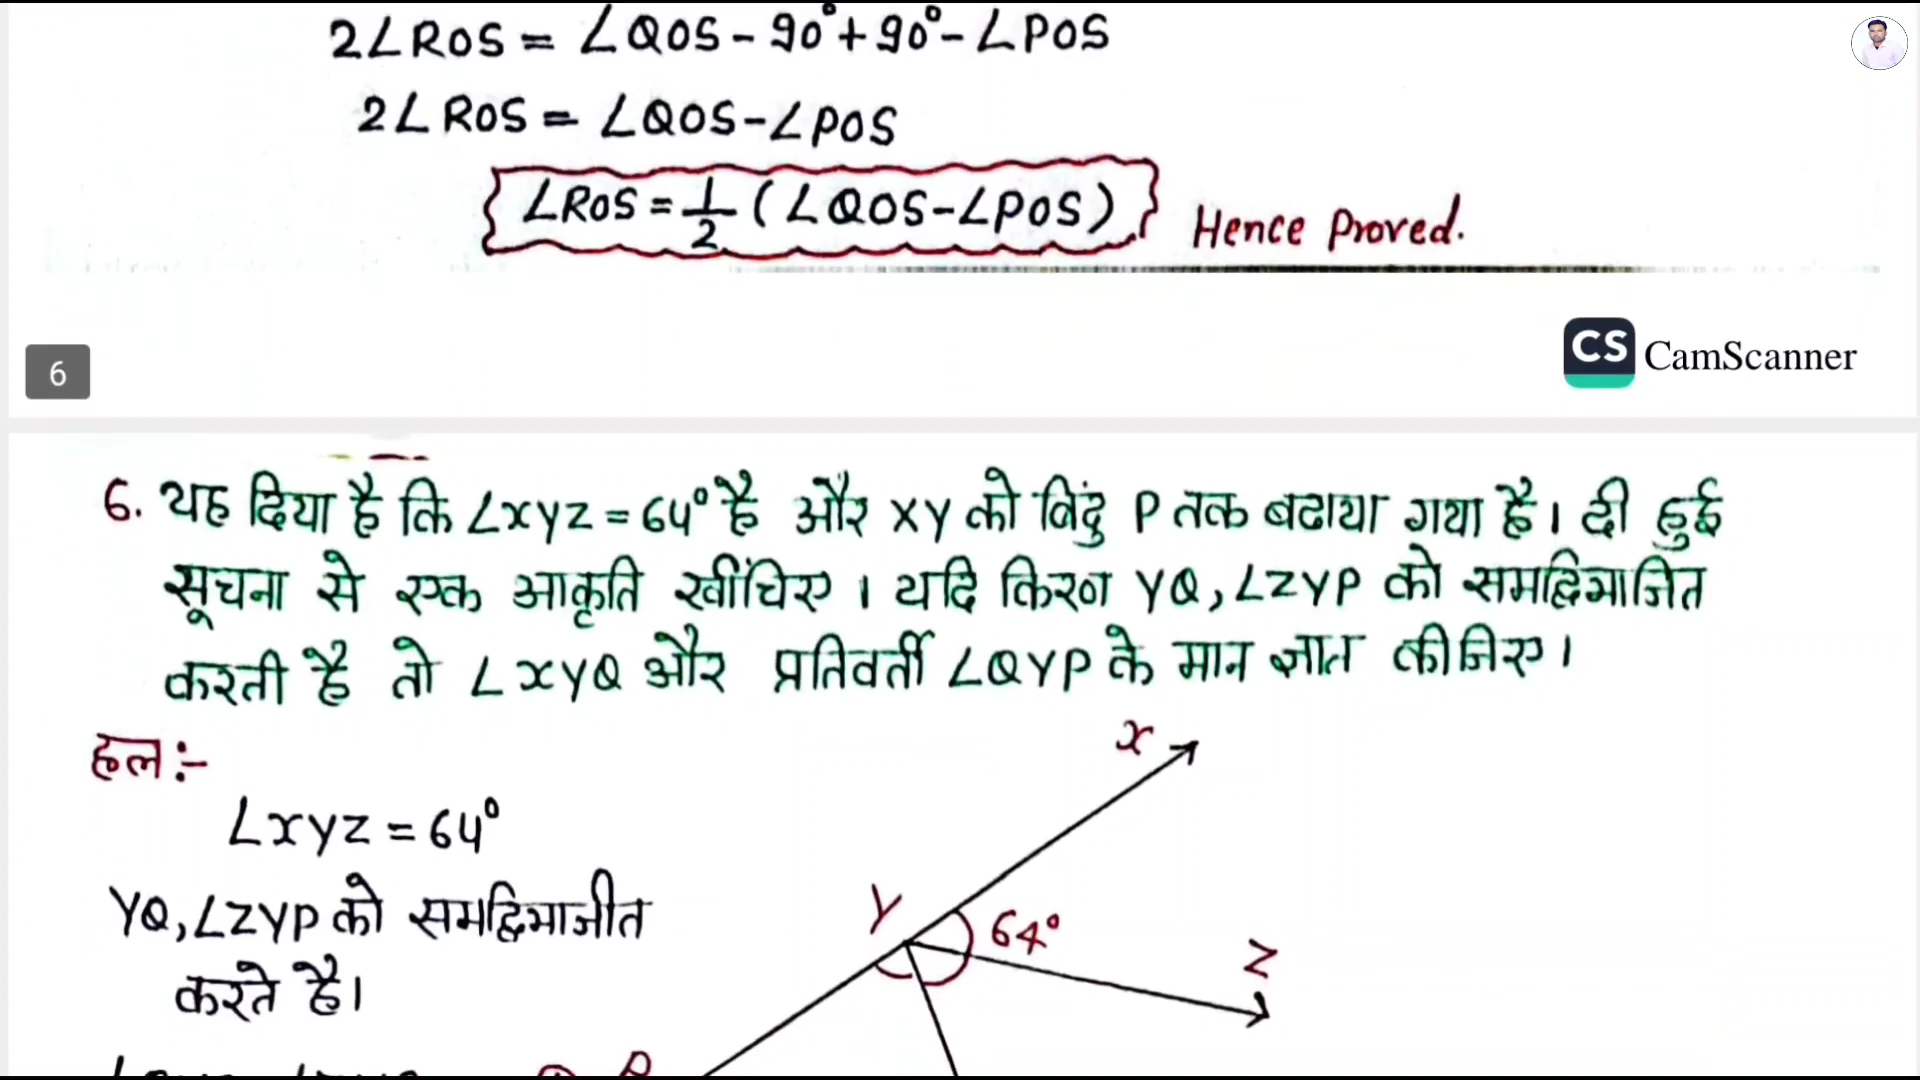 2∠ROS = ∠QOS - 90° + 90° - ∠POS
2∠ROS = ∠QOS - ∠POS
∠ROS = 1/2 (∠QOS - ∠POS) Hence Proved.
CS CamScanner
6
6. यह दिया है कि ∠XYZ = 64° है और XY को बिंदु P तक बढाया गया है। दी हुई
सूचना से एक आकृति खींचिए। यदि किरण YQ, ∠ZYP को समद्विभाजित
करती है तो ∠XYQ और प्रतिवर्ती ∠QYP के मान ज्ञात कीजिए।
हल :-
X
∠XYZ = 64°
Y
64°
YQ, ∠ZYP को समद्विभाजीत
Z
करते है।
P